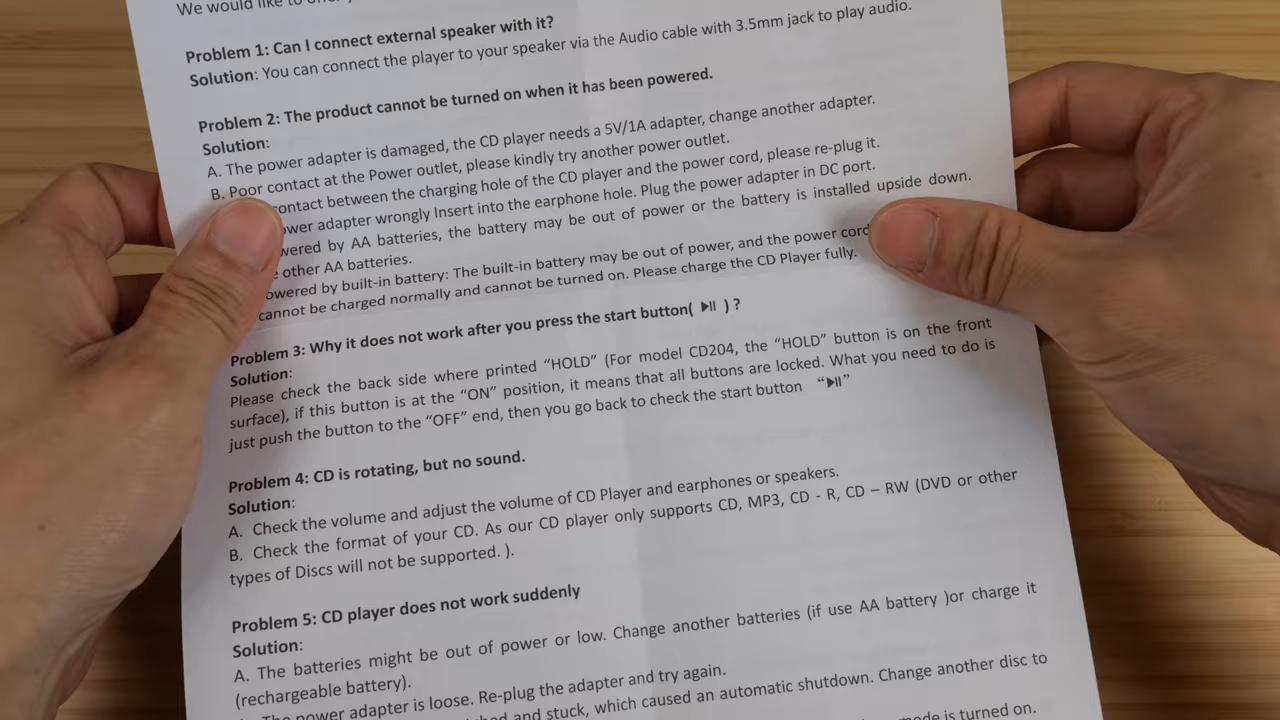 We would like to
Problem 1: Can I connect external speaker with it?
Solution: You can connect the player to your speaker via the Audio cable with 3.5mm jack to play audio.
Problem 2: The product cannot be turned on when it has been powered.
Solution:
A. The power adapter is damaged, the CD player needs a 5V/1A adapter, change another adapter.
B. Poor contact at the Power outlet, please kindly try another power outlet.
contact between the charging hole of the CD player and the power cord, please re-plug it.
wer adapter wrongly Insert into the earphone hole. Plug the power adapter in DC port.
wered by AA batteries, the battery may be out of power or the battery is installed upside down.
other AA batteries.
owered by built-in battery: The built-in battery may be out of power, and the power cord
cannot be charged normally and cannot be turned on. Please charge the CD Player fully.
Problem 3: Why it does not work after you press the start button( ⏯ ) ?
Solution:
Please check the back side where printed “HOLD” (For model CD204, the “HOLD” button is on the front
surface), if this button is at the “ON” position, it means that all buttons are locked. What you need to do is
just push the button to the “OFF” end, then you go back to check the start button “⏯”
Problem 4: CD is rotating, but no sound.
Solution:
A. Check the volume and adjust the volume of CD Player and earphones or speakers.
B. Check the format of your CD. As our CD player only supports CD, MP3, CD - R, CD – RW (DVD or other
types of Discs will not be supported. ).
Problem 5: CD player does not work suddenly
Solution:
A. The batteries might be out of power or low. Change another batteries (if use AA battery )or charge it
(rechargeable battery).
The power adapter is loose. Re-plug the adapter and try again.
and stuck, which caused an automatic shutdown. Change another disc to
mode is turned on.